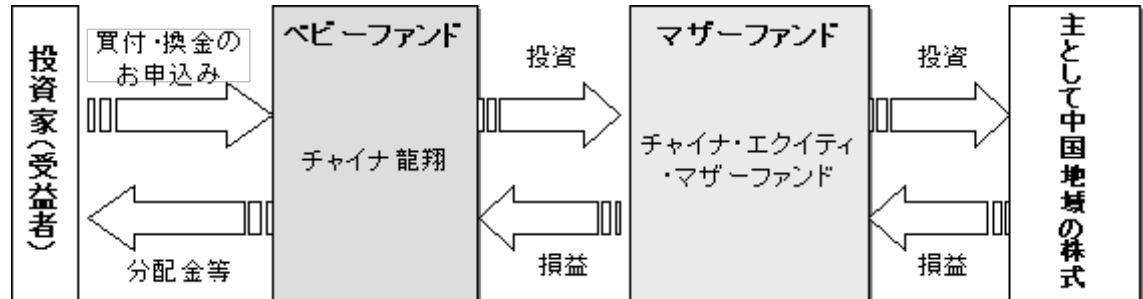 投資家（受益者）
買付・換金の
お申込み
分配金等
ベビーファンド
チャイナ龍翔
投資
損益
マザーファンド
チャイナ・エクイティ
・マザーファンド
投資
損益
主として中国地域の株式